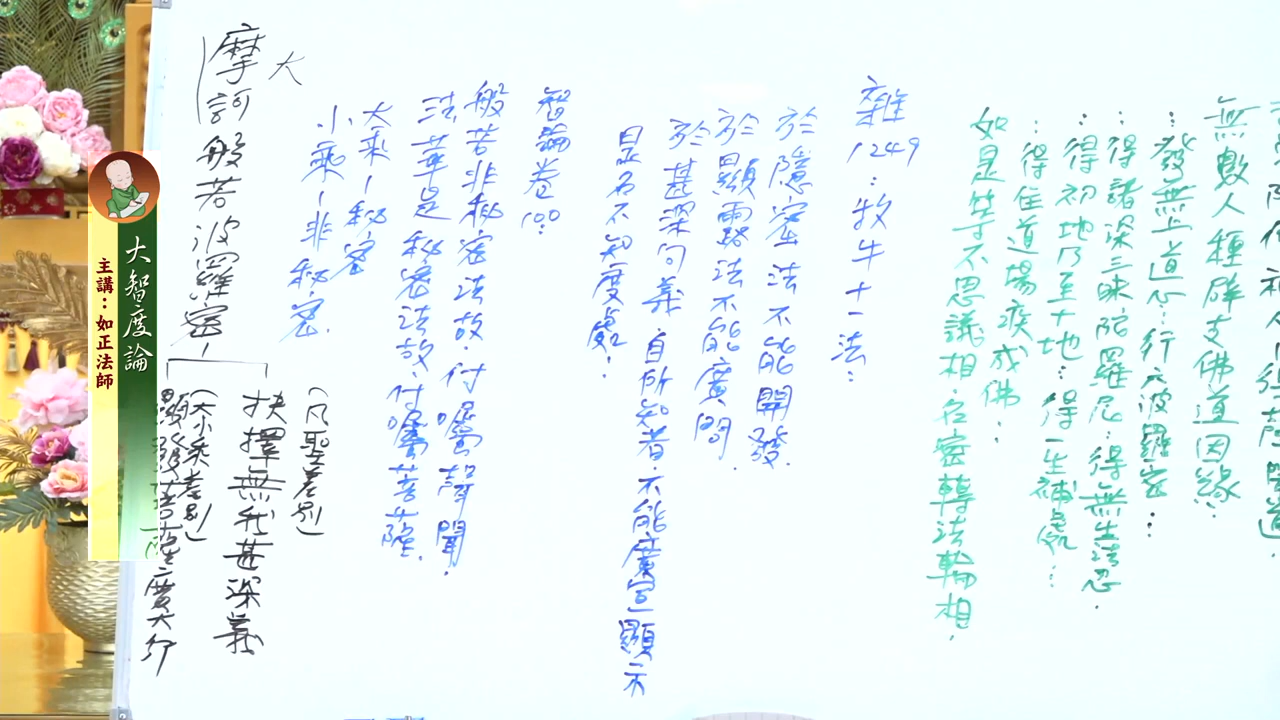 無數人種辟支佛道因緣.
:發無上道心:行六波羅密:
:得諸深三昧陀羅尼:得無生法忍.
:得初地乃至十地:得一生補處:
:得住道場疾成佛:
如是等不思議相.名密轉法輪相.
雜1249:牧牛十一法:
於隱密法不能開發.
於顯露法不能廣問.
於甚深句義.自所知者.不能廣宣顯示
是名不知度處.
智論卷100:
般若非秘密法故.付囑聲聞.
法華是秘密法故.付囑菩薩.
大乘-秘密
小乘-非秘密.
大
摩訶般若波羅密-
(凡聖差別)
抉擇無我甚深義
(大小乘差別)
顯發菩薩廣大行
大智度論
主講：如正法師